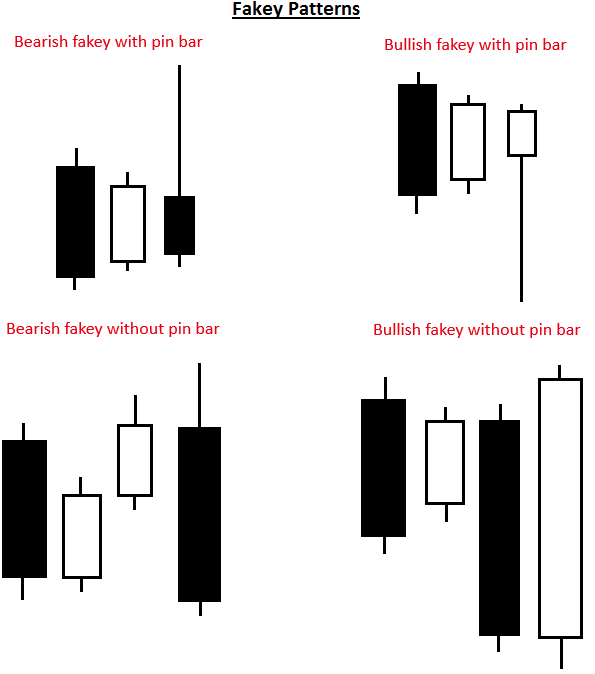 Fakey Patterns
Bearish fakey with pin bar
Bullish fakey with pin bar
Bearish fakey without pin bar
Bullish fakey without pin bar